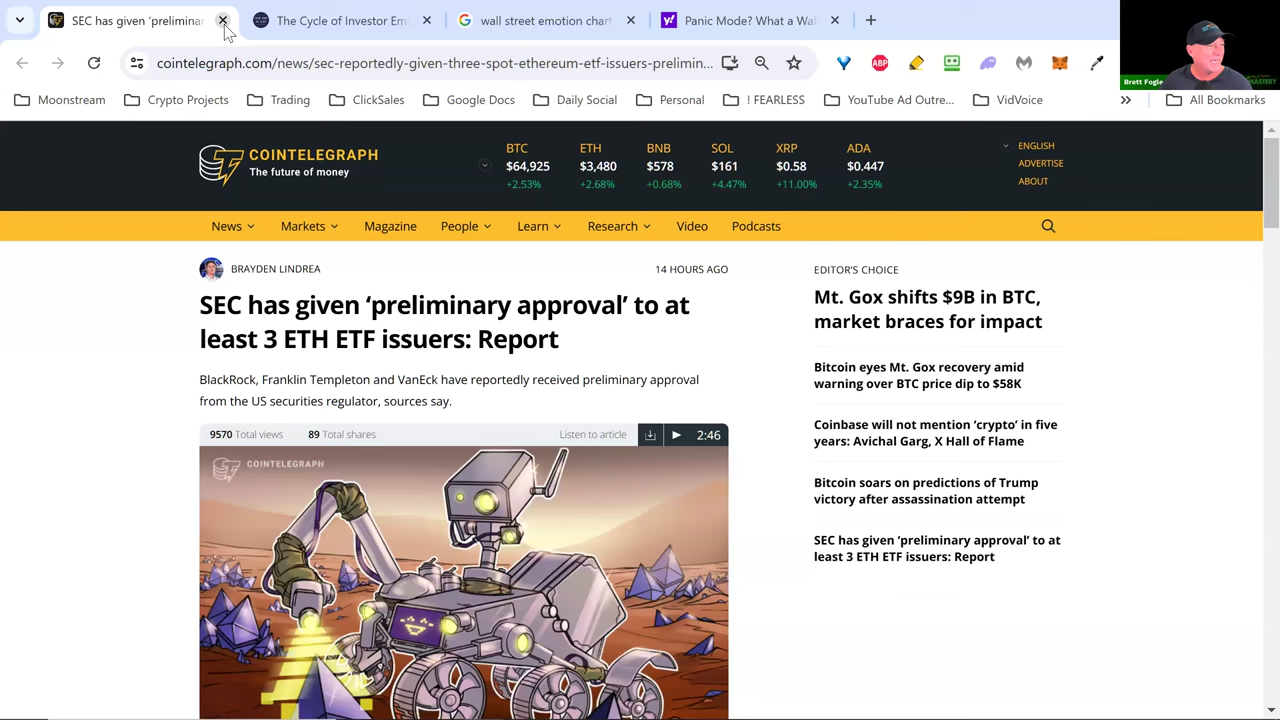 SEC has given ‘preliminar
The Cycle of Investor Em
wall street emotion chart
Panic Mode? What a Wal
cointelegraph.com/news/sec-reportedly-given-three-spot-ethereum-etf-issuers-prelimin...
ABP
Brett Fogle
MASTERY
Moonstream
Crypto Projects
Trading
ClickSales
Google Docs
Daily Social
Personal
! FEARLESS
YouTube Ad Outre...
VidVoice
All Bookmarks
COINTELEGRAPH
The future of money
BTC ETH BNB SOL XRP ADA
$64,925 $3,480 $578 $161 $0.58 $0.447
+2.53% +2.68% +0.68% +4.47% +11.00% +2.35%
ENGLISH
ADVERTISE
ABOUT
News Markets Magazine People Learn Research Video Podcasts
BRAYDEN LINDREA
14 HOURS AGO
SEC has given ‘preliminary approval’ to at
least 3 ETH ETF issuers: Report
BlackRock, Franklin Templeton and VanEck have reportedly received preliminary approval
from the US securities regulator, sources say.
9570 Total views 89 Total shares Listen to article 2:46
COINTELEGRAPH
EDITOR’S CHOICE
Mt. Gox shifts $9B in BTC,
market braces for impact
Bitcoin eyes Mt. Gox recovery amid
warning over BTC price dip to $58K
Coinbase will not mention ‘crypto’ in five
years: Avichal Garg, X Hall of Flame
Bitcoin soars on predictions of Trump
victory after assassination attempt
SEC has given ‘preliminary approval’ to at
least 3 ETH ETF issuers: Report